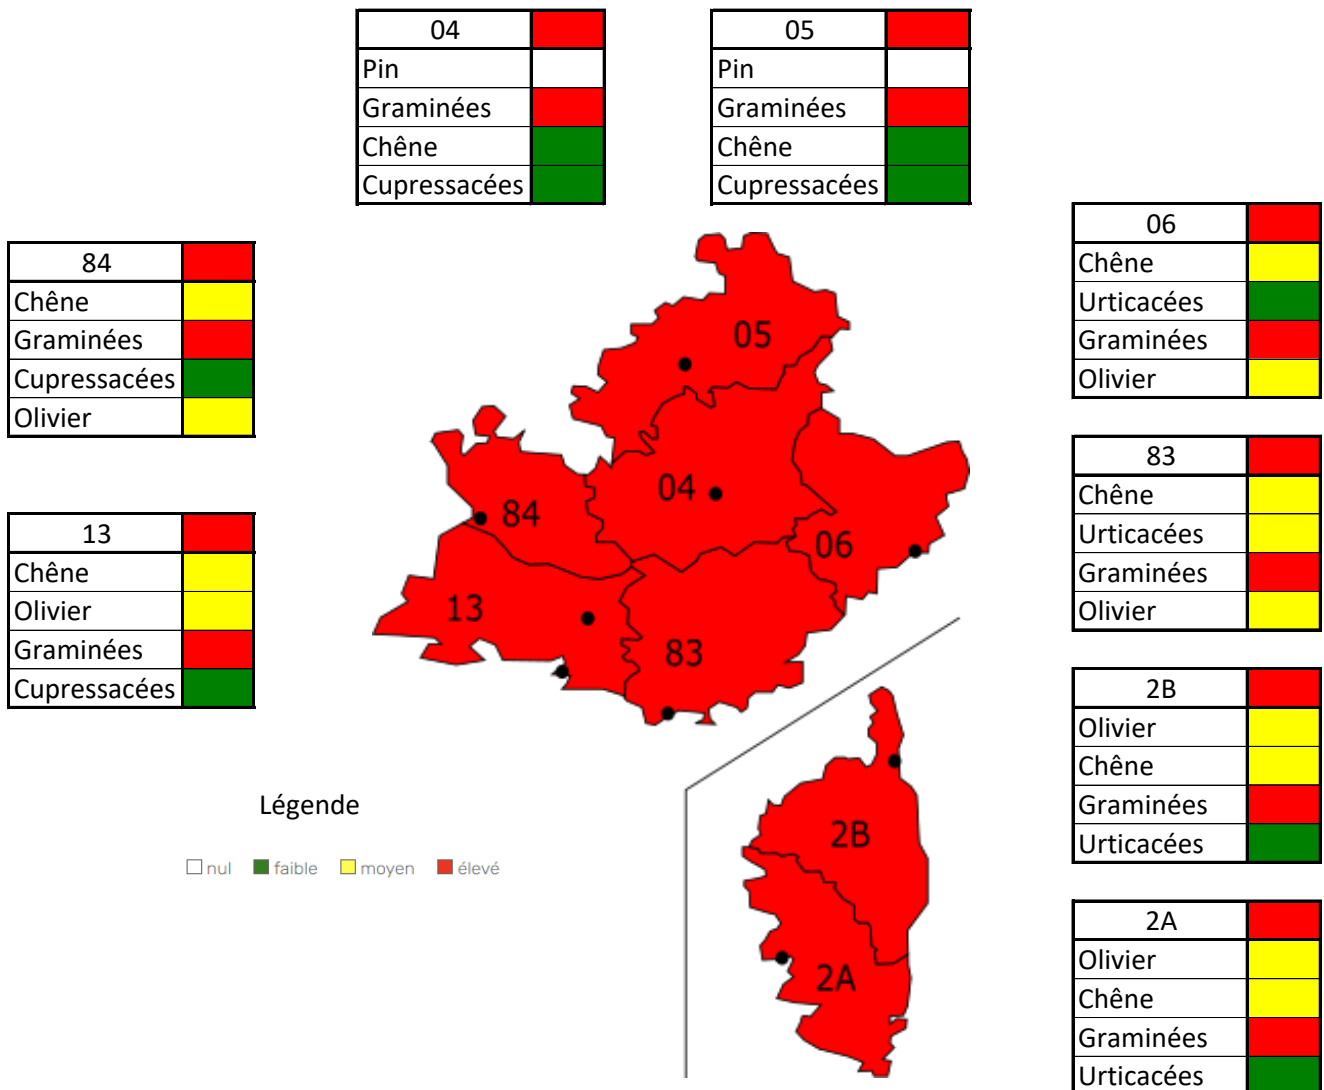 04
Pin
Graminées
Chêne
Cupressacées
05
Pin
Graminées
Chêne
Cupressacées
84
Chêne
Graminées
Cupressacées
Olivier
13
Chêne
Olivier
Graminées
Cupressacées
06
Chêne
Urticacées
Graminées
Olivier
83
Chêne
Urticacées
Graminées
Olivier
2B
Olivier
Chêne
Graminées
Urticacées
2A
Olivier
Chêne
Graminées
Urticacées
05
04
84
06
13
83
2B
2A
Légende
nul faible moyen élevé